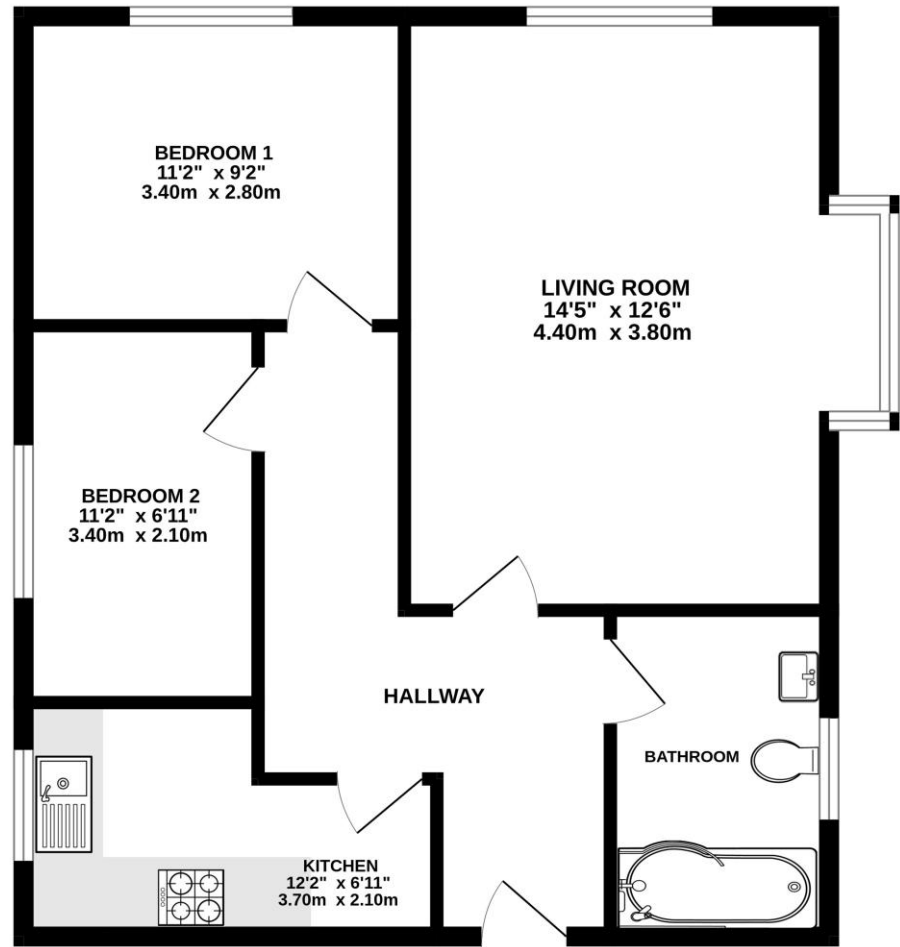 BEDROOM 1
11'2" x 9'2"
3.40m x 2.80m
LIVING ROOM
14'5" x 12'6"
4.40m x 3.80m
BEDROOM 2
11'2" x 6'11"
3.40m x 2.10m
HALLWAY
BATHROOM
KITCHEN
12'2" x 6'11"
3.70m x 2.10m